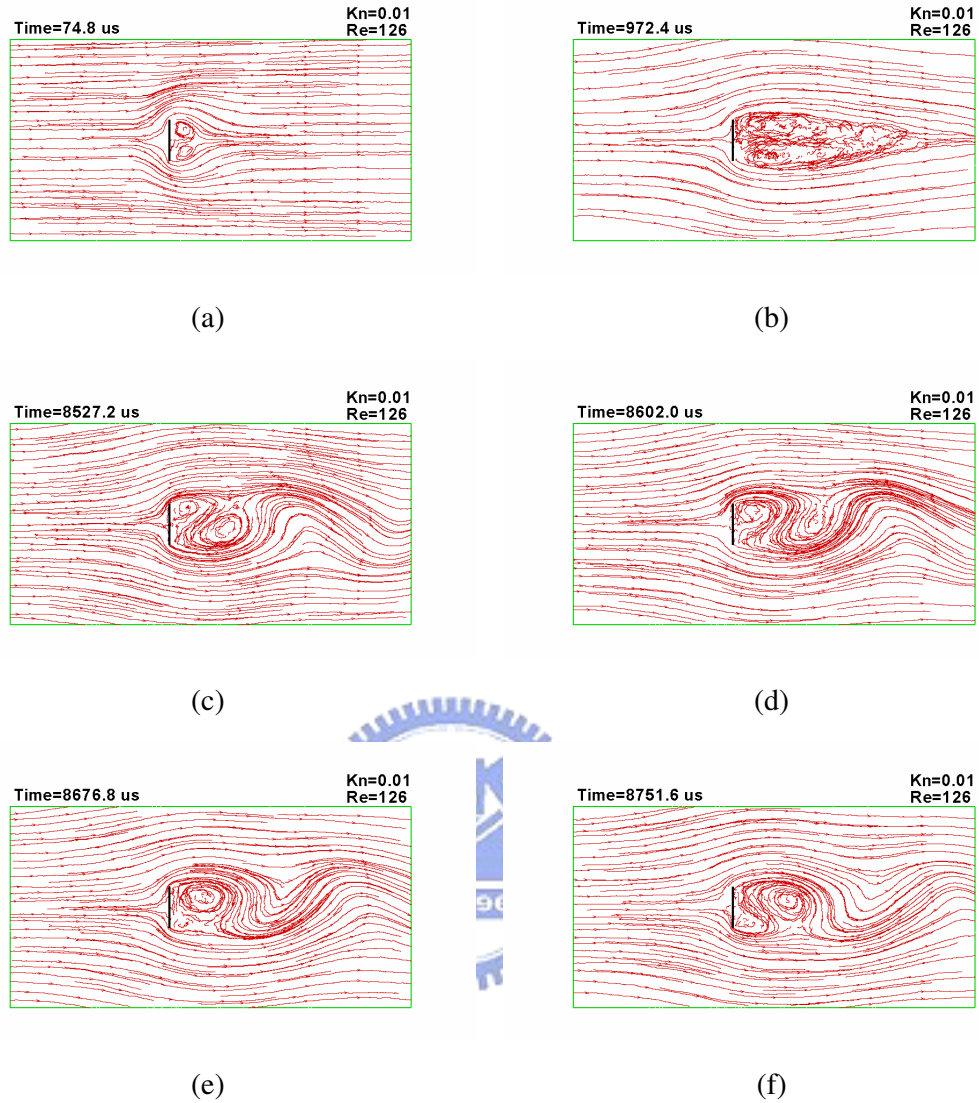 Time=74.8 us
Kn=0.01
Re=126
Time=972.4 us
Kn=0.01
Re=126
(a)
(b)
Time=8527.2 us
Kn=0.01
Re=126
Time=8602.0 us
Kn=0.01
Re=126
(c)
(d)
Time=8676.8 us
Kn=0.01
Re=126
Time=8751.6 us
Kn=0.01
Re=126
(e)
(f)